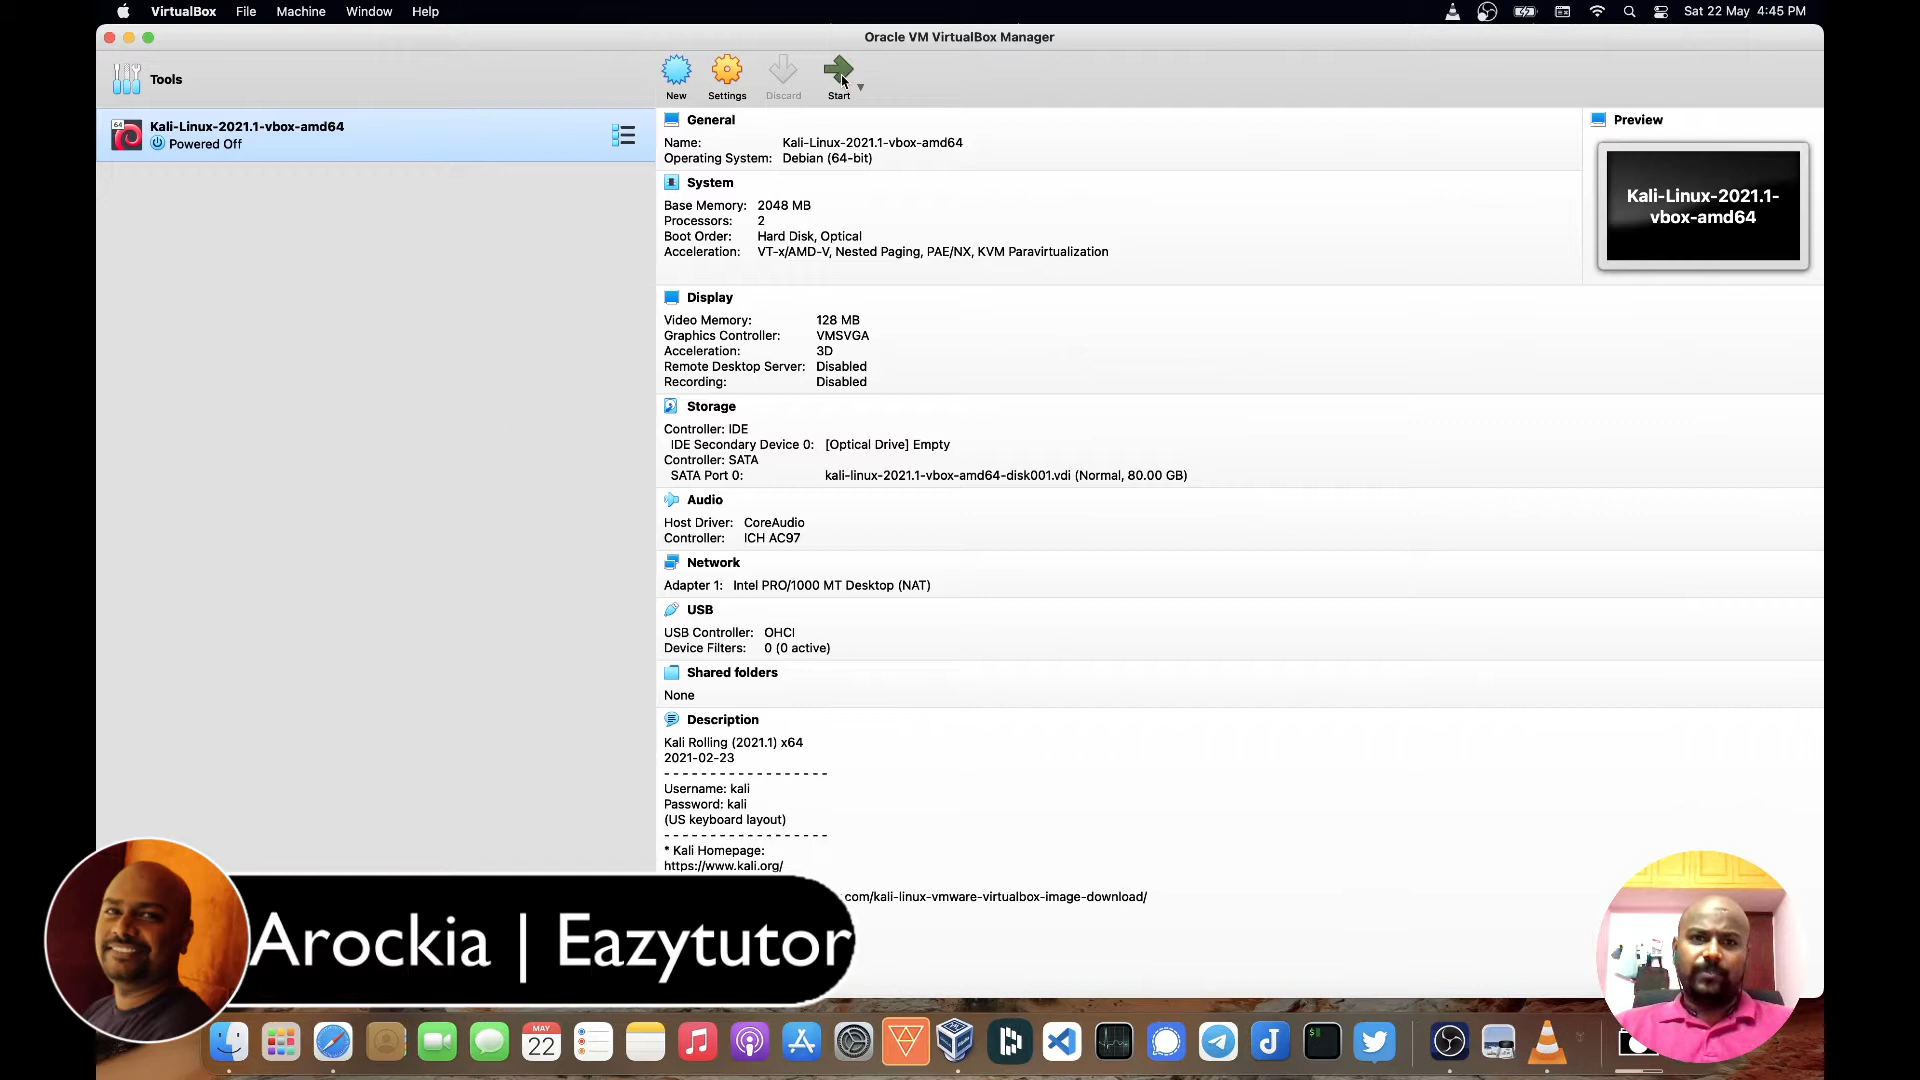 VirtualBox File Machine Window Help
Sat 22 May 4:45 PM
Oracle VM VirtualBox Manager
Tools
New Settings Discard Start
64
Kali-Linux-2021.1-vbox-amd64
Powered Off
General
Name: Kali-Linux-2021.1-vbox-amd64
Operating System: Debian (64-bit)
System
Base Memory: 2048 MB
Processors: 2
Boot Order: Hard Disk, Optical
Acceleration: VT-x/AMD-V, Nested Paging, PAE/NX, KVM Paravirtualization
Preview
Kali-Linux-2021.1-
vbox-amd64
Display
Video Memory: 128 MB
Graphics Controller: VMSVGA
Acceleration: 3D
Remote Desktop Server: Disabled
Recording: Disabled
Storage
Controller: IDE
IDE Secondary Device 0: [Optical Drive] Empty
Controller: SATA
SATA Port 0: kali-linux-2021.1-vbox-amd64-disk001.vdi (Normal, 80.00 GB)
Audio
Host Driver: CoreAudio
Controller: ICH AC97
Network
Adapter 1: Intel PRO/1000 MT Desktop (NAT)
USB
USB Controller: OHCI
Device Filters: 0 (0 active)
Shared folders
None
Description
Kali Rolling (2021.1) x64
2021-02-23
- - - - - - - - - - - - - - - - - -
Username: kali
Password: kali
(US keyboard layout)
- - - - - - - - - - - - - - - - - -
* Kali Homepage:
https://www.kali.org/
com/kali-linux-vmware-virtualbox-image-download/
Arockia | Eazytutor
MAY
22